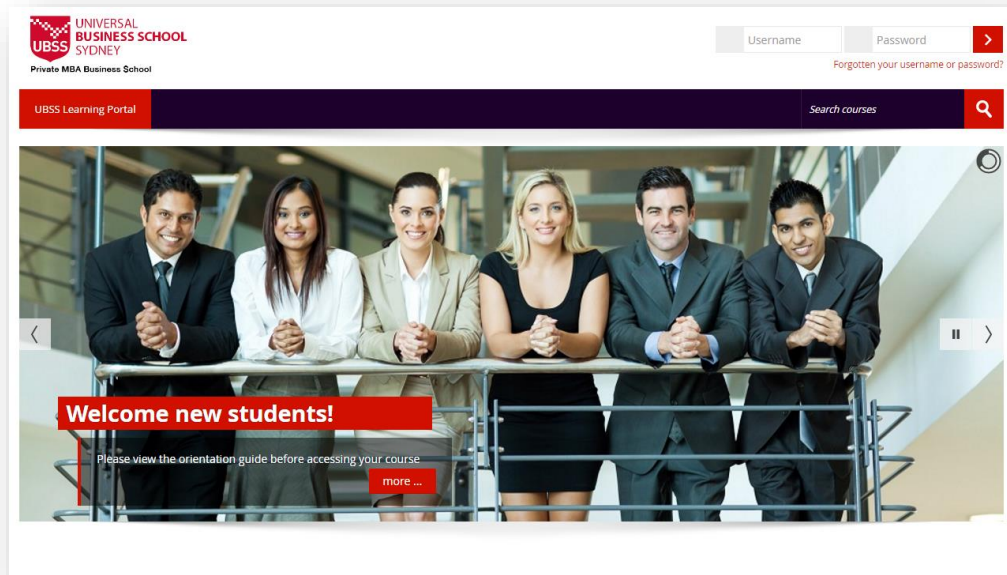 UNIVERSAL
BUSINESS SCHOOL
SYDNEY
UBSS
Private MBA Business $chool
Username
Password
Forgotten your username or password?
UBSS Learning Portal
Search courses
Welcome new students!
Please view the orientation guide before accessing your course
more ...